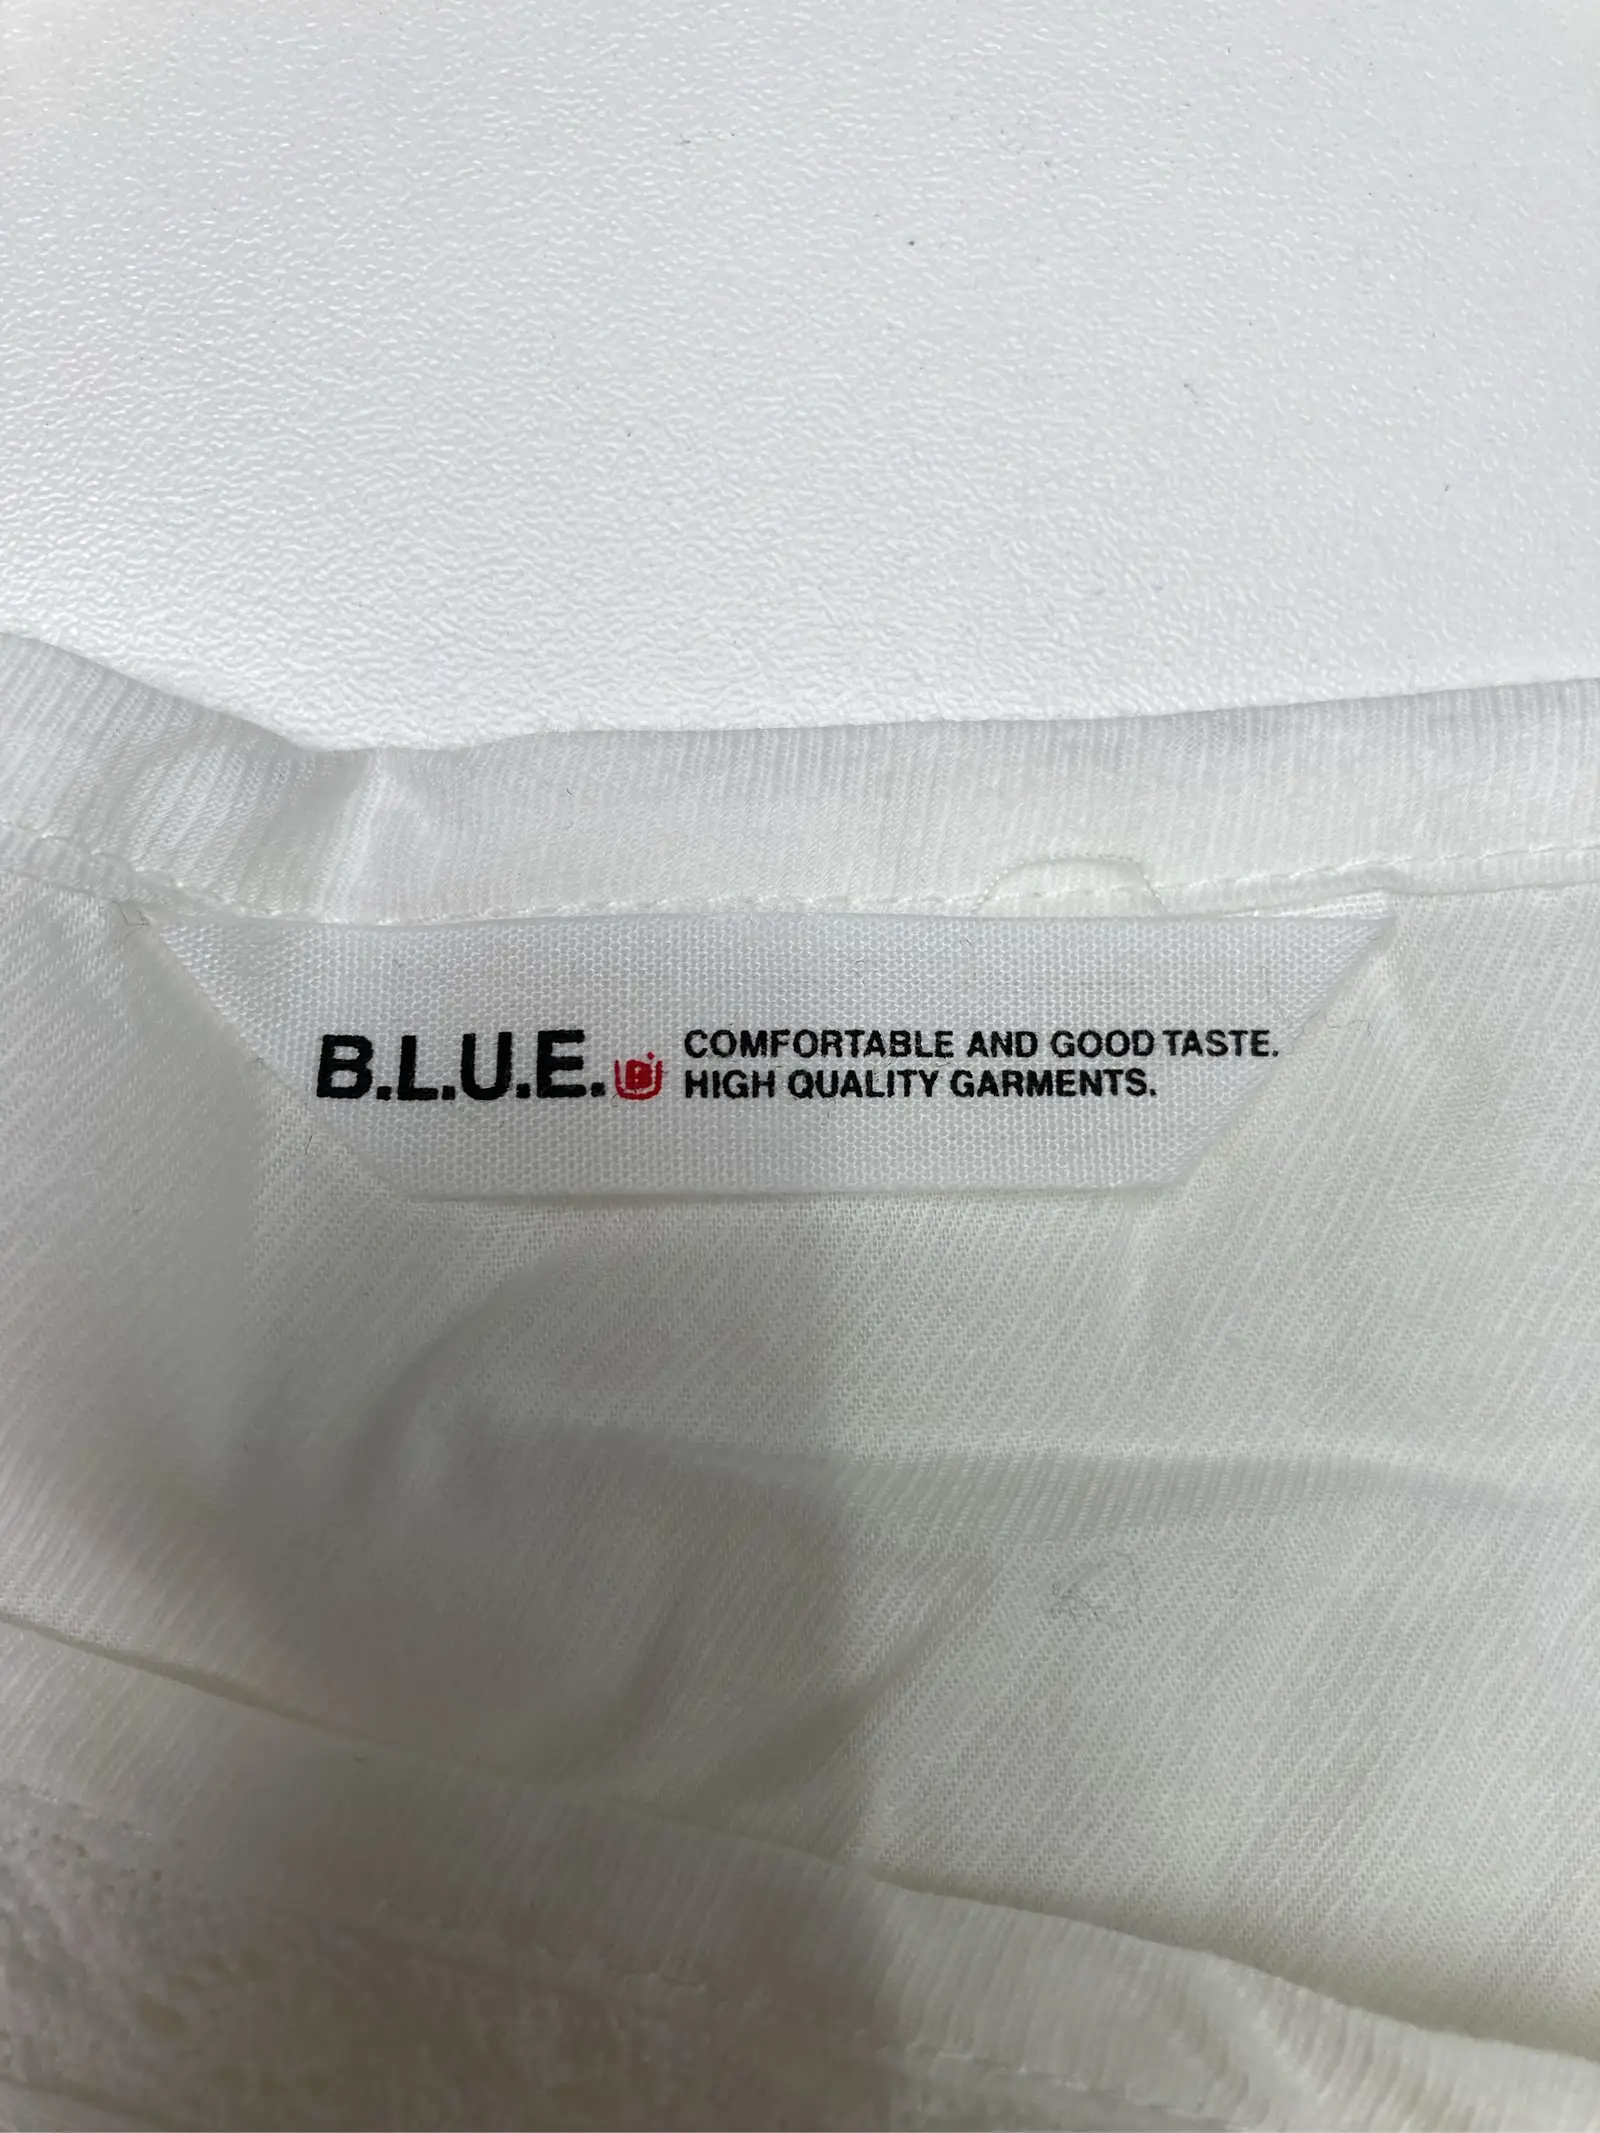 B.L.U.E. B COMFORTABLE AND GOOD TASTE.
HIGH QUALITY GARMENTS.